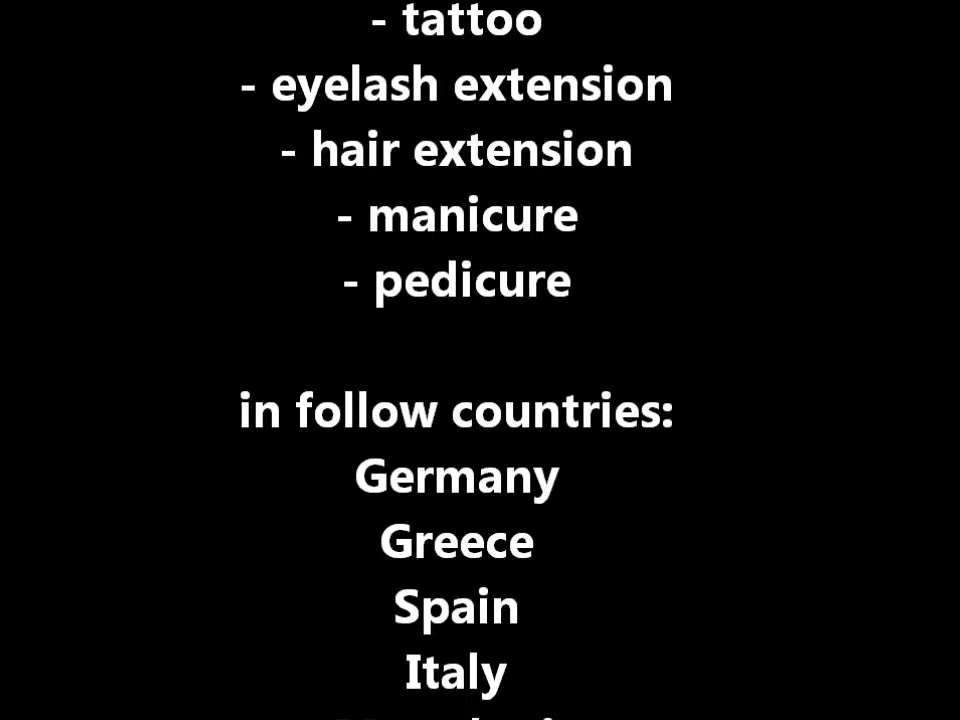 - tattoo
- eyelash extension
- hair extension
- manicure
- pedicure
in follow countries:
Germany
Greece
Spain
Italy